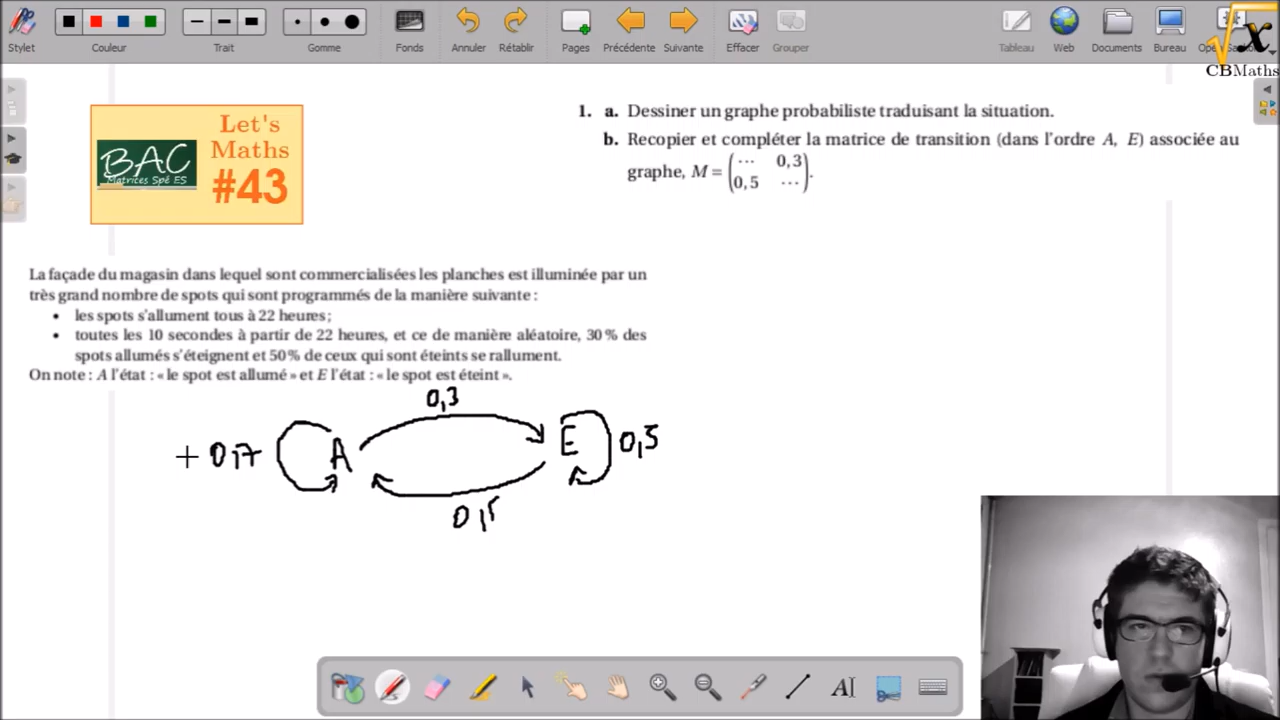 Stylet Couleur Trait Gomme Fonds Annuler Rétablir Pages Précédente Suivante Effacer Grouper Tableau Web Documents Bureau
CBMaths
Let's
Maths
#43
BAC
Matrices Spé ES
1. a. Dessiner un graphe probabiliste traduisant la situation.
b. Recopier et compléter la matrice de transition (dans l'ordre A, E) associée au
graphe, M = (··· 0,3
0,5 ···).
La façade du magasin dans lequel sont commercialisées les planches est illuminée par un
très grand nombre de spots qui sont programmés de la manière suivante :
• les spots s'allument tous à 22 heures ;
• toutes les 10 secondes à partir de 22 heures, et ce de manière aléatoire, 30 % des
spots allumés s'éteignent et 50 % de ceux qui sont éteints se rallument.
On note : A l'état : « le spot est allumé » et E l'état : « le spot est éteint ».
0,3
0,7 A E 0,5
0,5